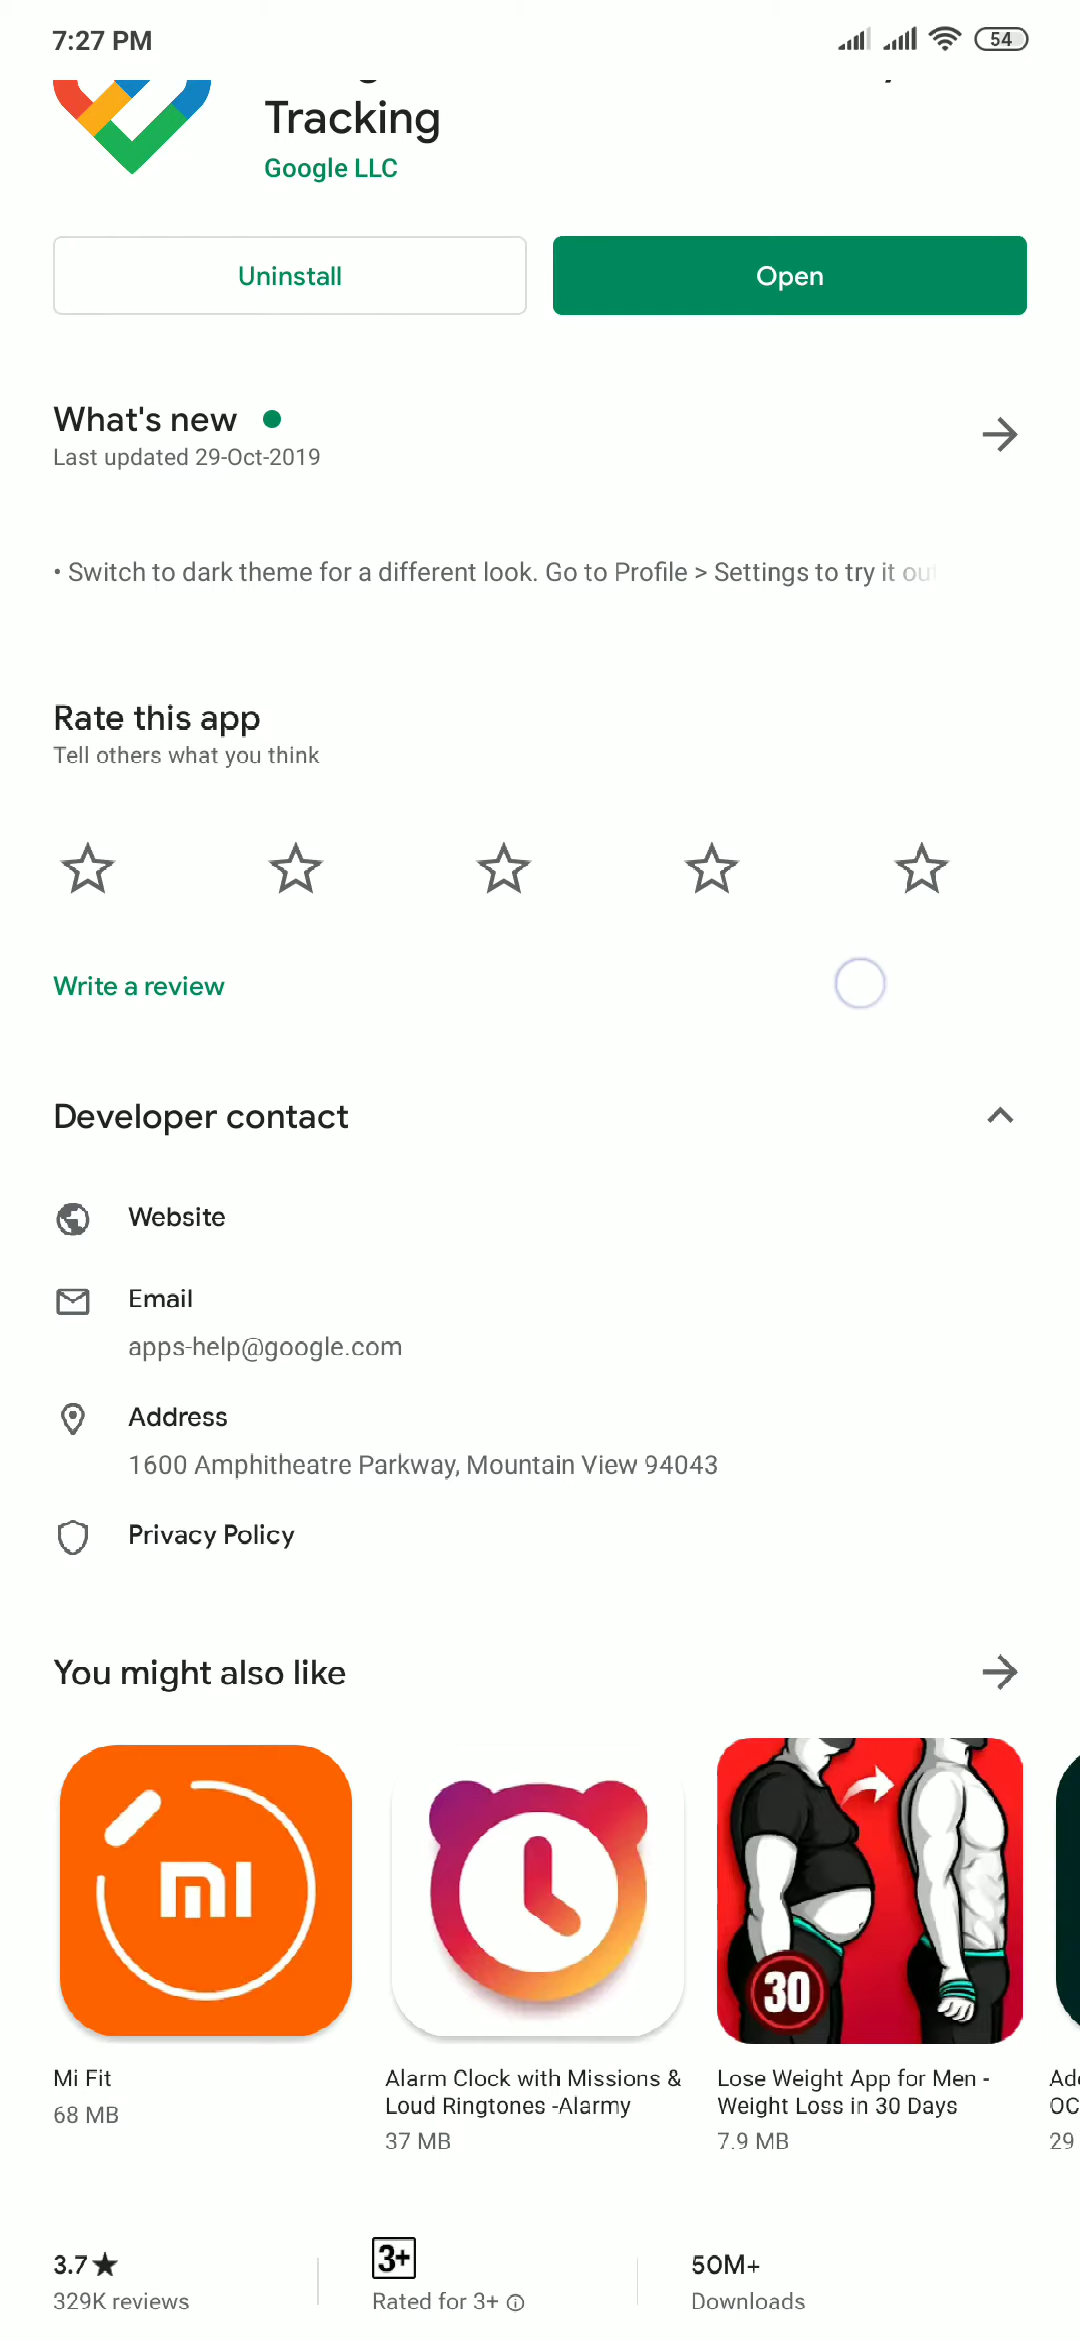 7:27 PM
54
Tracking
Google LLC
Uninstall
Open
What's new
Last updated 29-Oct-2019
• Switch to dark theme for a different look. Go to Profile > Settings to try it out
Rate this app
Tell others what you think
Write a review
Developer contact
Website
Email
apps-help@google.com
Address
1600 Amphitheatre Parkway, Mountain View 94043
Privacy Policy
You might also like
mi
30
Mi Fit
68 MB
Alarm Clock with Missions &
Loud Ringtones -Alarmy
37 MB
Lose Weight App for Men -
Weight Loss in 30 Days
7.9 MB
OC
29
3.7★
329K reviews
3+
Rated for 3+
50M+
Downloads